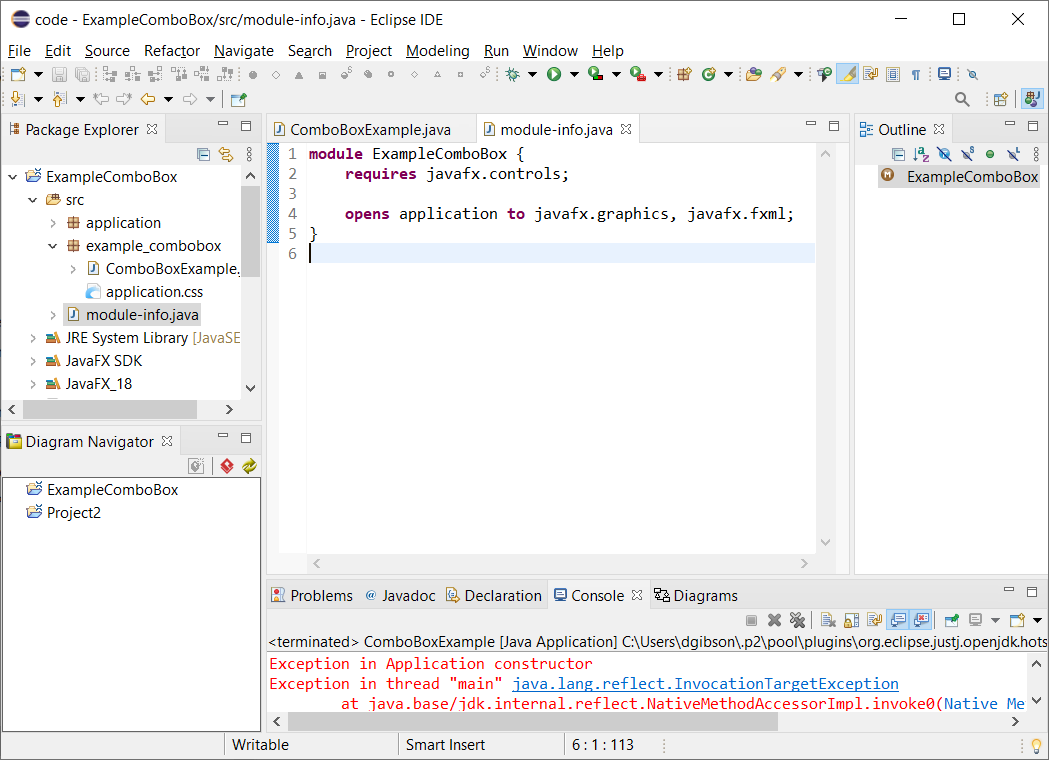 code - ExampleComboBox/src/module-info.java - Eclipse IDE
File Edit Source Refactor Navigate Search Project Modeling Run Window Help
Package Explorer
ExampleComboBox
src
application
example_combobox
ComboBoxExample.
application.css
module-info.java
JRE System Library [JavaSE
JavaFX SDK
JavaFX_18
Diagram Navigator
ExampleComboBox
Project2
ComboBoxExample.java module-info.java
1 module ExampleComboBox {
2 requires javafx.controls;
3
4 opens application to javafx.graphics, javafx.fxml;
5 }
6
Outline
ExampleComboBox
Problems @ Javadoc Declaration Console Diagrams
<terminated> ComboBoxExample [Java Application] C:\Users\dgibson\.p2\pool\plugins\org.eclipse.justj.openjdk.hots
Exception in Application constructor
Exception in thread "main" java.lang.reflect.InvocationTargetException
at java.base/jdk.internal.reflect.NativeMethodAccessorImpl.invoke0(Native Me
Writable Smart Insert 6 : 1 : 113